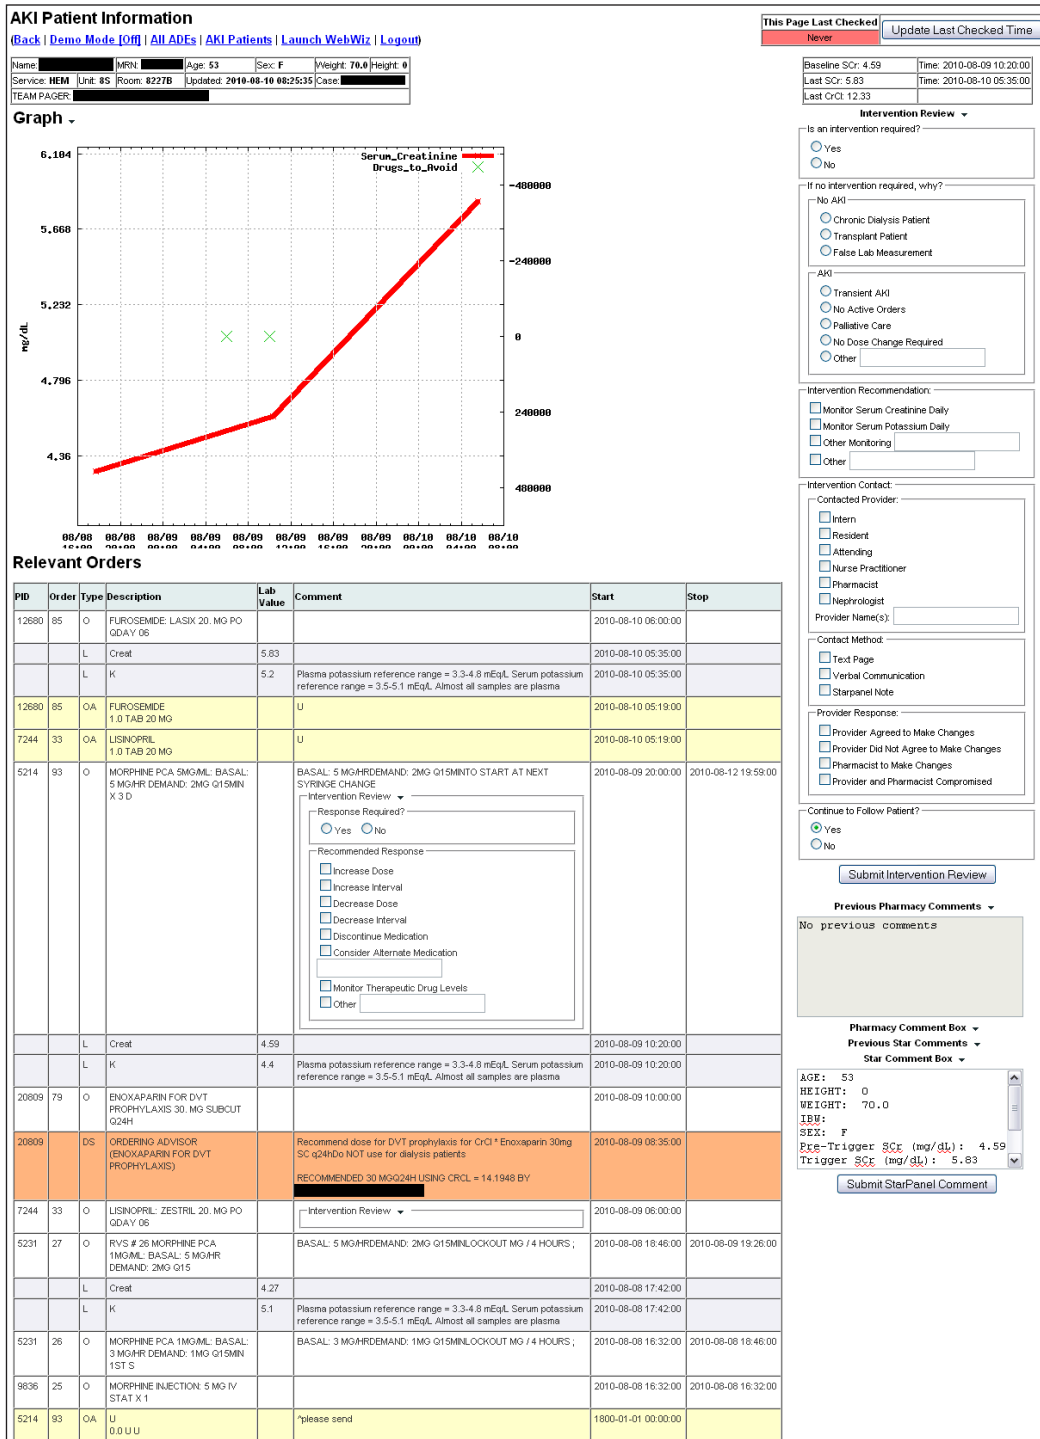 AKI Patient Information
(Back | Demo Mode [Off] | All ADEs | AKI Patients | Launch WebWiz | Logout)
This Page Last Checked
Never
Update Last Checked Time
Name: MRN: Age: 53 Sex: F Weight: 70.0 Height: 0
Service: HEM Unit: 8S Room: 8227B Updated: 2010-08-10 08:25:35 Case:
TEAM PAGER:
Baseline SCr: 4.59 Time: 2010-08-09 10:20:00
Last SCr: 5.83 Time: 2010-08-10 05:35:00
Last CrCl: 12.33
Graph
Serum_Creatinine
Drugs_to_Avoid
6.104
5.668
5.232
4.796
4.36
mg/dL
-480000
-240000
0
240000
480000
08/08 08/08 08/09 08/09 08/09 08/09 08/09 08/09 08/10 08/10 08/10
Relevant Orders
PID Order Type Description Lab Value Comment Start Stop
12680 85 O FUROSEMIDE: LASIX 20. MG PO 2010-08-10 06:00:00
QDAY 06
L Creat 5.83 2010-08-10 05:35:00
L K 5.2 Plasma potassium reference range = 3.3-4.8 mEq/L Serum potassium 2010-08-10 05:35:00
reference range = 3.5-5.1 mEq/L Almost all samples are plasma
12680 85 OA FUROSEMIDE U 2010-08-10 05:19:00
1.0 TAB 20 MG
7244 33 OA LISINOPRIL U 2010-08-10 05:19:00
1.0 TAB 20 MG
5214 93 O MORPHINE PCA 5MG/ML: BASAL: BASAL: 5 MG/HRDEMAND: 2MG Q15MINTO START AT NEXT 2010-08-09 20:00:00 2010-08-12 19:59:00
5 MG/HR DEMAND: 2MG Q15MIN SYRINGE CHANGE
X 3 D
Intervention Review
Response Required?
Yes No
Recommended Response
Increase Dose
Increase Interval
Decrease Dose
Decrease Interval
Discontinue Medication
Consider Alternate Medication
Monitor Therapeutic Drug Levels
Other
L Creat 4.59 2010-08-09 10:20:00
L K 4.4 Plasma potassium reference range = 3.3-4.8 mEq/L Serum potassium 2010-08-09 10:20:00
reference range = 3.5-5.1 mEq/L Almost all samples are plasma
20809 79 O ENOXAPARIN FOR DVT 2010-08-09 10:00:00
PROPHYLAXIS 30. MG SUBCUT
Q24H
20809 DS ORDERING ADVISOR Recommend dose for DVT prophylaxis for CrCl * Enoxaparin 30mg 2010-08-09 08:35:00
(ENOXAPARIN FOR DVT SC q24hDo NOT use for dialysis patients
PROPHYLAXIS)
RECOMMENDED 30 MGQ24H USING CRCL = 14.1948 BY
7244 33 O LISINOPRIL: ZESTRIL 20. MG PO Intervention Review 2010-08-09 06:00:00
QDAY 06
5231 27 O RVS # 26 MORPHINE PCA BASAL: 5 MG/HRDEMAND: 2MG Q15MINLOCKOUT MG / 4 HOURS ; 2010-08-08 18:46:00 2010-08-09 19:26:00
1MG/ML: BASAL: 5 MG/HR
DEMAND: 2MG Q15
L Creat 4.27 2010-08-08 17:42:00
L K 5.1 Plasma potassium reference range = 3.3-4.8 mEq/L Serum potassium 2010-08-08 17:42:00
reference range = 3.5-5.1 mEq/L Almost all samples are plasma
5231 26 O MORPHINE PCA 1MG/ML: BASAL: BASAL: 3 MG/HRDEMAND: 1MG Q15MINLOCKOUT MG / 4 HOURS ; 2010-08-08 16:32:00 2010-08-08 18:46:00
3 MG/HR DEMAND: 1MG Q15MIN
1ST S
9836 25 O MORPHINE INJECTION: 5 MG IV 2010-08-08 16:32:00 2010-08-08 16:32:00
STAT X 1
5214 93 OA U ^please send 1800-01-01 00:00:00
0.0 U U
Intervention Review
Is an intervention required?
Yes
No
If no intervention required, why?
No AKI
Chronic Dialysis Patient
Transplant Patient
False Lab Measurement
AKI
Transient AKI
No Active Orders
Palliative Care
No Dose Change Required
Other
Intervention Recommendation:
Monitor Serum Creatinine Daily
Monitor Serum Potassium Daily
Other Monitoring
Other
Intervention Contact:
Contacted Provider:
Intern
Resident
Attending
Nurse Practitioner
Pharmacist
Nephrologist
Provider Name(s):
Contact Method:
Text Page
Verbal Communication
Starpanel Note
Provider Response:
Provider Agreed to Make Changes
Provider Did Not Agree to Make Changes
Pharmacist to Make Changes
Provider and Pharmacist Compromised
Continue to Follow Patient?
Yes
No
Submit Intervention Review
Previous Pharmacy Comments
No previous comments
Pharmacy Comment Box
Previous Star Comments
Star Comment Box
AGE: 53
HEIGHT: 0
WEIGHT: 70.0
IBW:
SEX: F
Pre-Trigger SCr (mg/dL): 4.59
Trigger SCr (mg/dL): 5.83
Submit StarPanel Comment